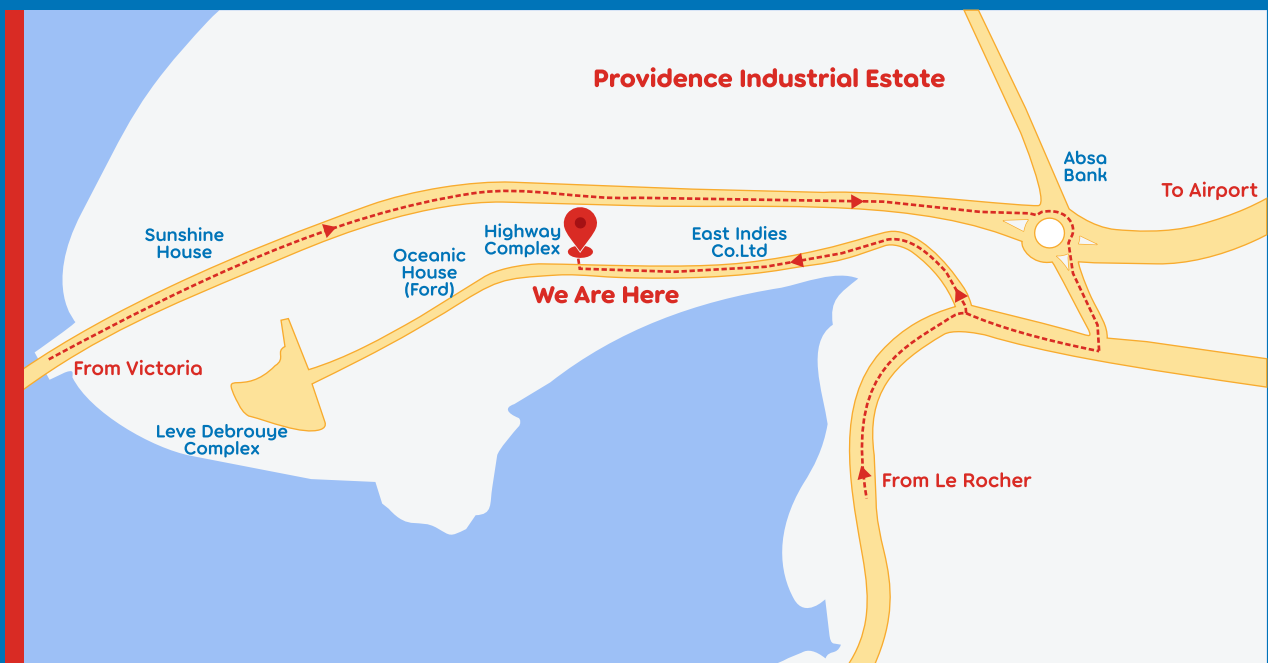 Providence Industrial Estate
Absa
Bank
To Airport
Sunshine
House
Highway
Complex
East Indies
Co.Ltd
Oceanic
House
(Ford)
We Are Here
From Victoria
Leve Debrouye
Complex
From Le Rocher